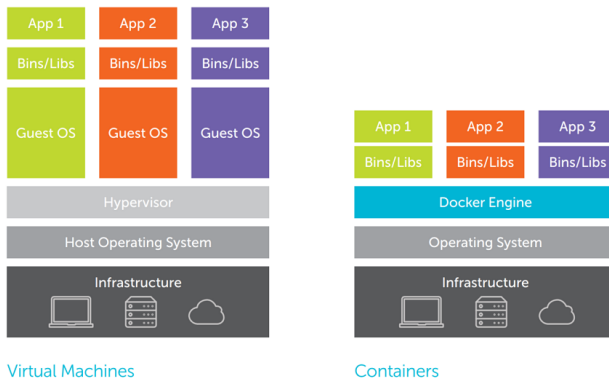 App 1 App 2 App 3
Bins/Libs Bins/Libs Bins/Libs
Guest OS Guest OS Guest OS
Hypervisor
Host Operating System
Infrastructure
Virtual Machines
App 1 App 2 App 3
Bins/Libs Bins/Libs Bins/Libs
Docker Engine
Operating System
Infrastructure
Containers